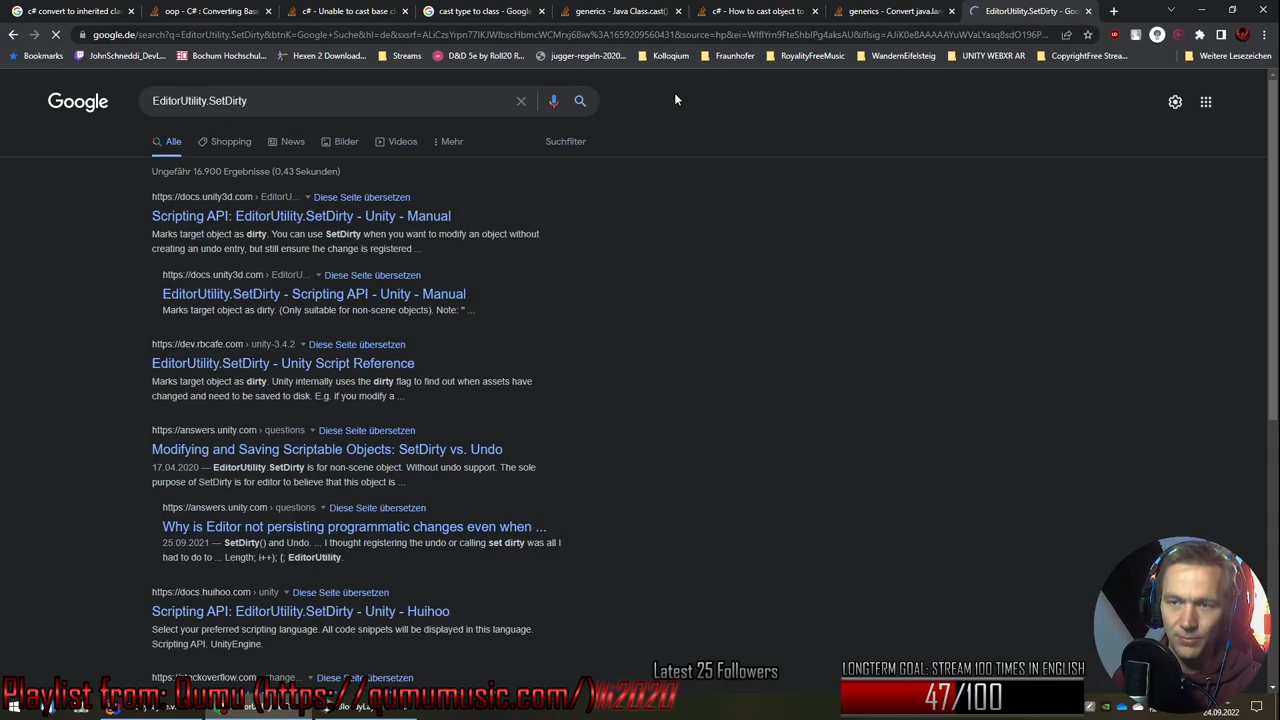 c# convert to inherited class
oop - C# : Converting Base
c# - Unable to cast base cl
cast type to class - Google
generics - Java Class.cast()
c# - How to cast object to
generics - Convert java.lan
EditorUtility.SetDirty - Goo
google.de/search?q=EditorUtility.SetDirty&btnK=Google+Suche&hl=de&
Bookmarks
JohnSchneddi_DevSt...
Bochum Hochschul...
Hexen 2 Download:...
Streams
D&D 5e by Roll20 R...
jugger-regeln-2020...
Kolloqium
Fraunhofer
RoyalityFreeMusic
WandernEifelsteig
UNITY WEBXR AR
CopyrightFree Strea...
Weitere Lesezeichen
Google
EditorUtility.SetDirty
Alle
Shopping
News
Bilder
Videos
Mehr
Suchfilter
Ungefähr 16.900 Ergebnisse (0,43 Sekunden)
https://docs.unity3d.com › EditorU... Diese Seite übersetzen
Scripting API: EditorUtility.SetDirty - Unity - Manual
Marks target object as dirty. You can use SetDirty when you want to modify an object without
creating an undo entry, but still ensure the change is registered ...
https://docs.unity3d.com › EditorU... Diese Seite übersetzen
EditorUtility.SetDirty - Scripting API - Unity - Manual
Marks target object as dirty. (Only suitable for non-scene objects). Note: " ...
https://dev.rbcafe.com › unity-3.4.2 Diese Seite übersetzen
EditorUtility.SetDirty - Unity Script Reference
Marks target object as dirty. Unity internally uses the dirty flag to find out when assets have
changed and need to be saved to disk. E.g. if you modify a ...
https://answers.unity.com › questions Diese Seite übersetzen
Modifying and Saving Scriptable Objects: SetDirty vs. Undo
17.04.2020 — EditorUtility.SetDirty is for non-scene object. Without undo support. The sole
purpose of SetDirty is for editor to believe that this object is ...
https://answers.unity.com › questions Diese Seite übersetzen
Why is Editor not persisting programmatic changes even when ...
25.09.2021 — SetDirty() and Undo. ... I thought registering the undo or calling set dirty was all I
had to do to ... Length; i++); {; EditorUtility.
https://docs.huihoo.com › unity Diese Seite übersetzen
Scripting API: EditorUtility.SetDirty - Unity - Huihoo
Select your preferred scripting language. All code snippets will be displayed in this language.
Scripting API. UnityEngine.
Diese Seite übersetzen
Latest 25 Followers
LONGTERM GOAL: STREAM 100 TIMES IN ENGLISH
47/100
Playlist from: Qumu (https://qumumusic.com/)
24.09.2022